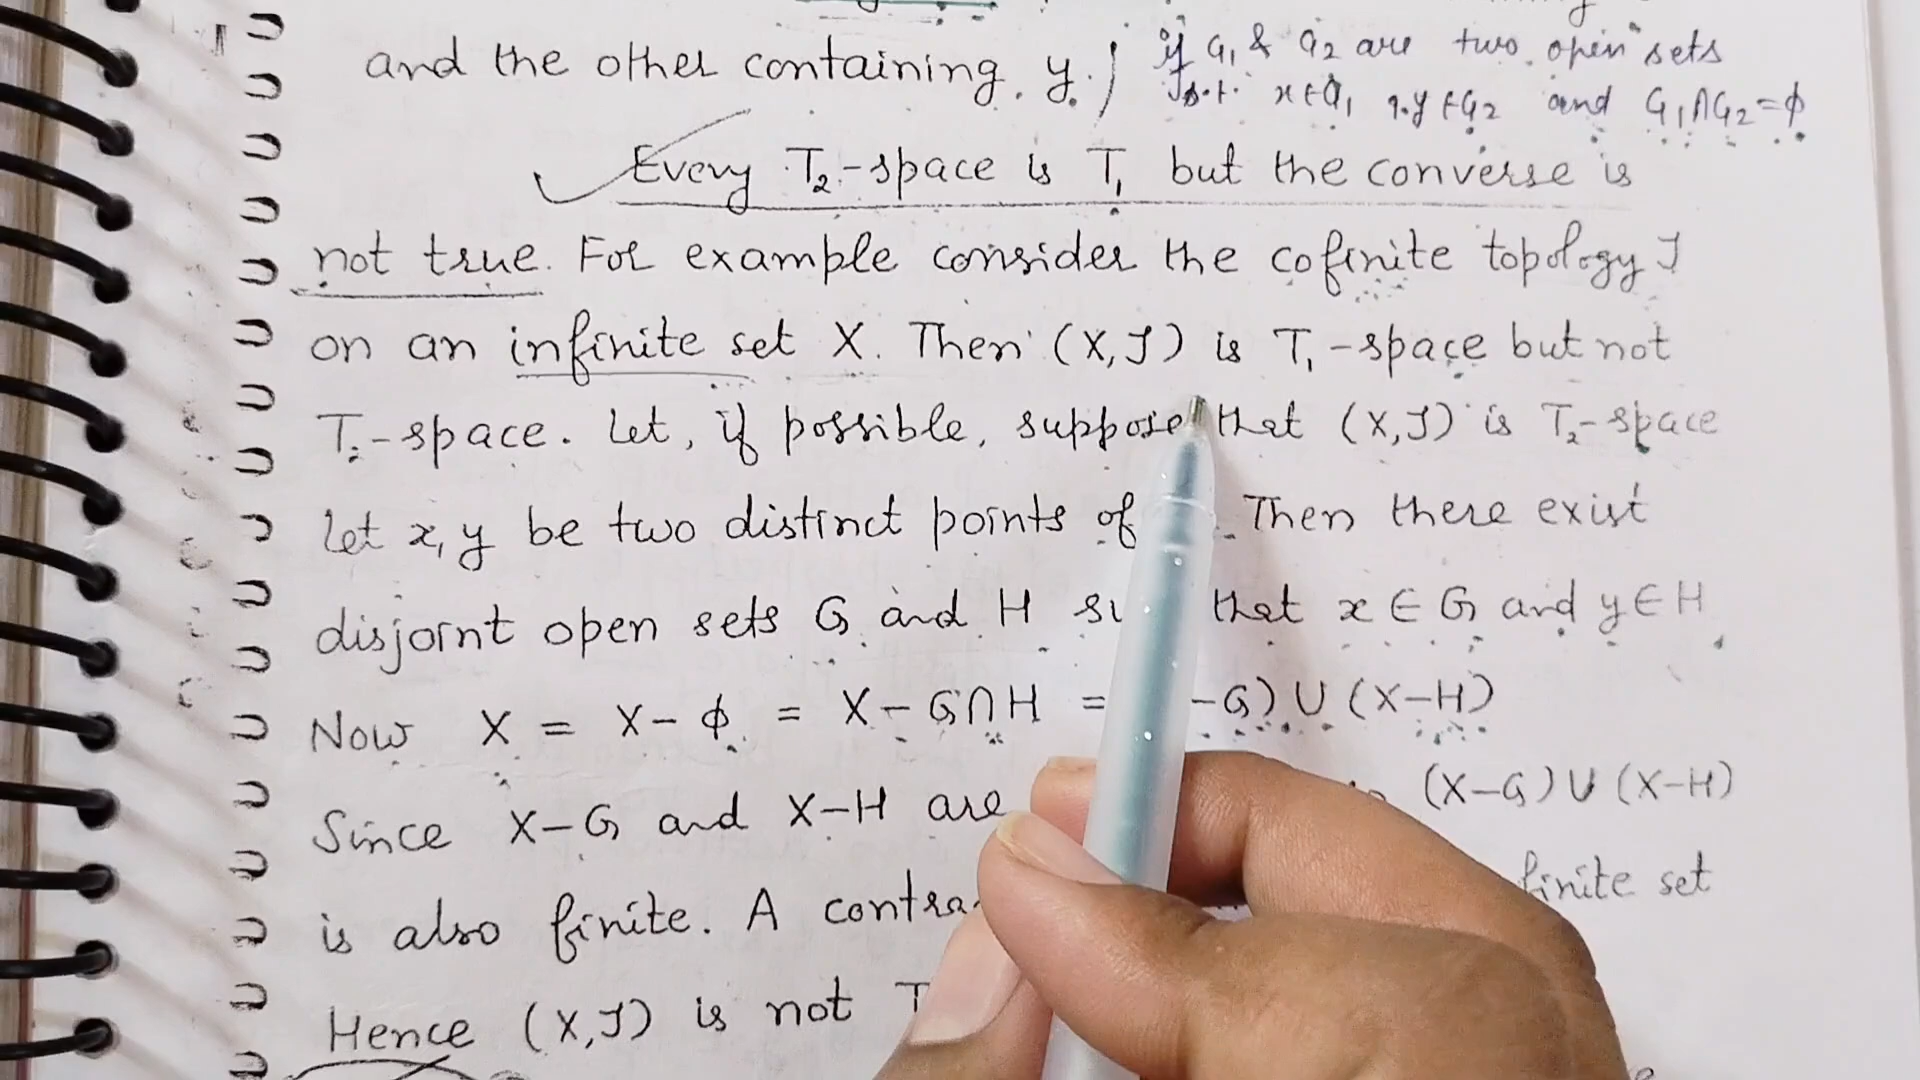 and the other containing y.) if G₁ & G₂ are two open sets
s.t. x∈G₁ & y∈G₂ and G₁∩G₂=ϕ
Every T₂-space is T₁ but the converse is
not true. For example consider the cofinite topology J
on an infinite set X. Then (X,J) is T₁-space but not
T₂-space. Let, if possible, suppose that (X,J) is T₂-space
Let x,y be two distinct points of Then there exist
disjoint open sets G and H that x∈G and y∈H
Now X = X-ϕ = X-G∩H = -G)∪(X-H)
Since X-G and X-H are (X-G)∪(X-H)
is also finite. A finite set
Hence (X,J) is not